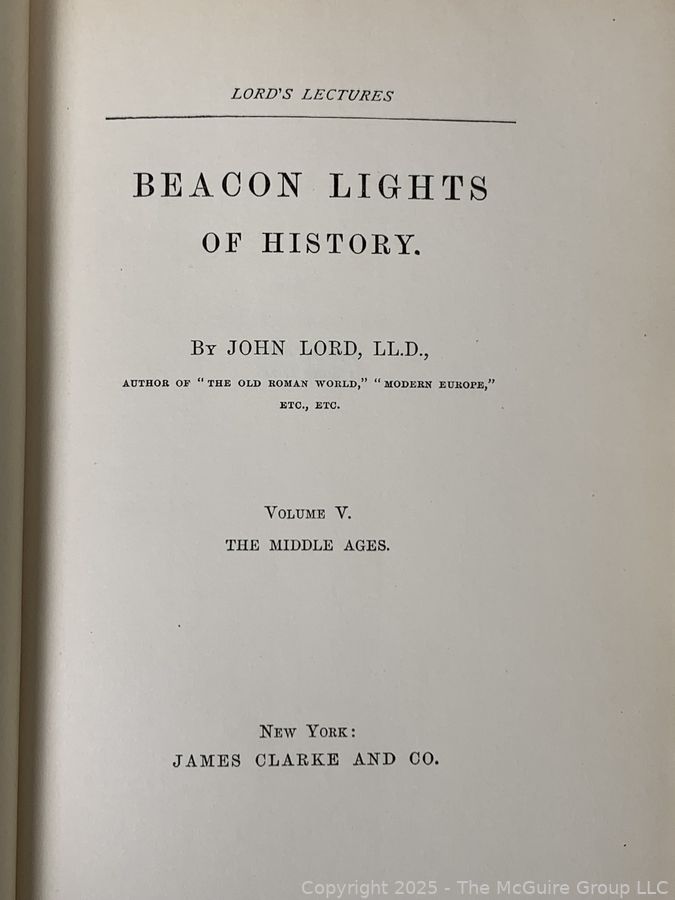 LORD'S LECTURES
BEACON LIGHTS
OF HISTORY.
By JOHN LORD, LL.D.,
AUTHOR OF "THE OLD ROMAN WORLD," "MODERN EUROPE,"
ETC., ETC.
Volume V.
THE MIDDLE AGES.
New York:
JAMES CLARKE AND CO.
Copyright 2025 - The McGuire Group LLC